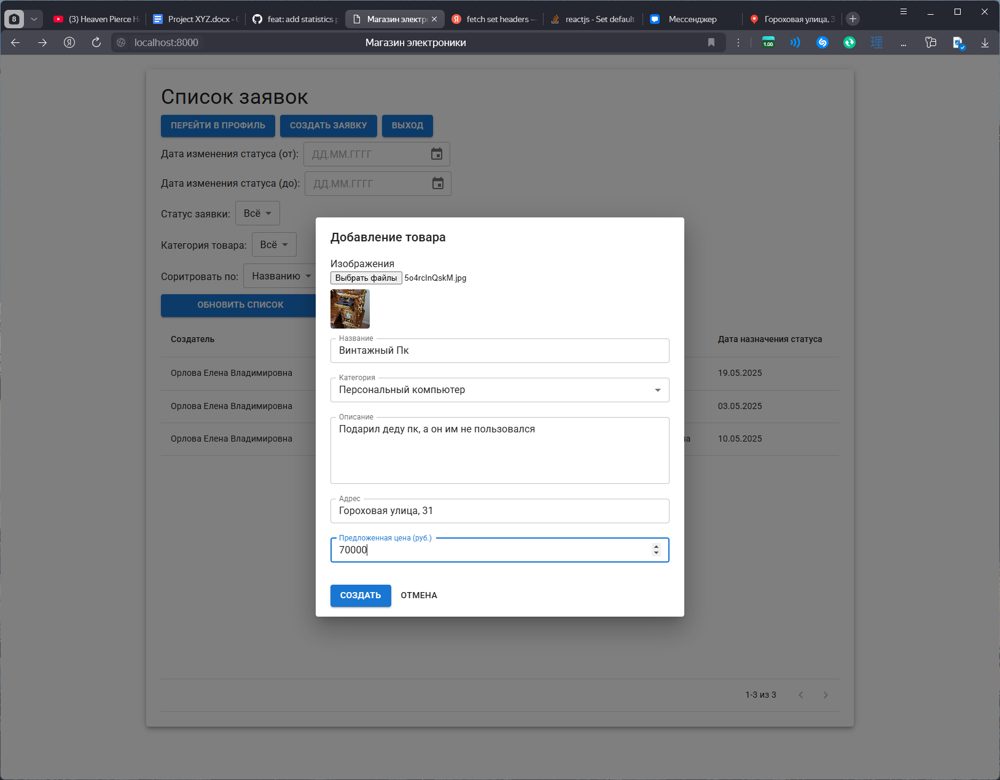 8
(3) Heaven Pierce H
Project XYZ.docx - G
feat: add statistics p
Магазин электро
fetch set headers —
reactjs - Set default
Мессенджер
Гороховая улица, 3
localhost:8000
Магазин электроники
1.00
Список заявок
ПЕРЕЙТИ В ПРОФИЛЬ
СОЗДАТЬ ЗАЯВКУ
ВЫХОД
Дата изменения статуса (от):
ДД.ММ.ГГГГ
Дата изменения статуса (до):
ДД.ММ.ГГГГ
Статус заявки:
Всё
Категория товара:
Всё
Соритровать по:
Названию
ОБНОВИТЬ СПИСОК
Создатель
Дата назначения статуса
Орлова Елена Владимировна
19.05.2025
Орлова Елена Владимировна
03.05.2025
Орлова Елена Владимировна
10.05.2025
1-3 из 3
Добавление товара
Изображения
Выбрать файлы
Название
Винтажный Пк
Категория
Персональный компьютер
Описание
Подарил деду пк, а он им не пользовался
Адрес
Гороховая улица, 31
Предложенная цена (руб.)
70000
СОЗДАТЬ
ОТМЕНА